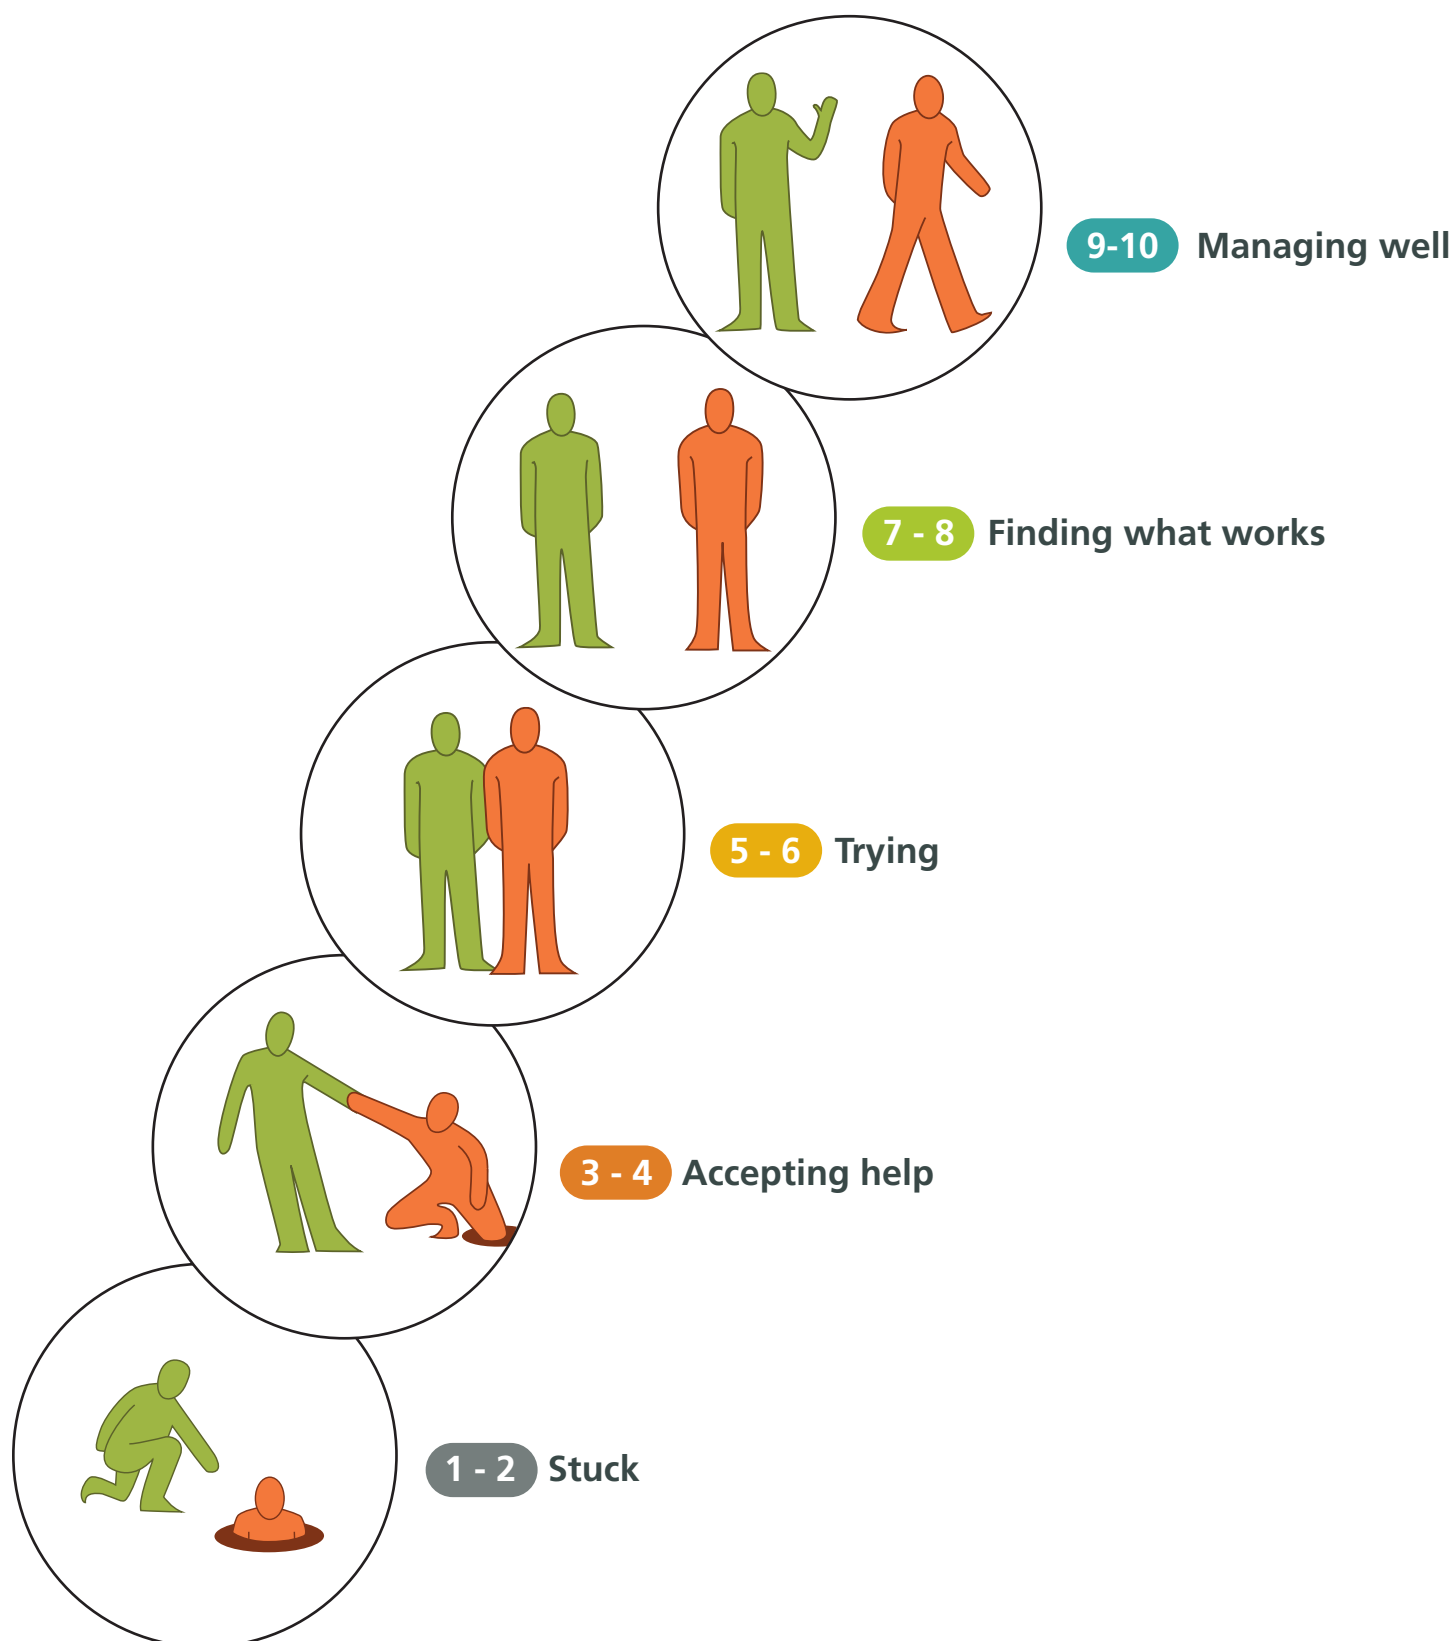 9-10 Managing well
7 - 8 Finding what works
5 - 6 Trying
3 - 4 Accepting help
1 - 2 Stuck